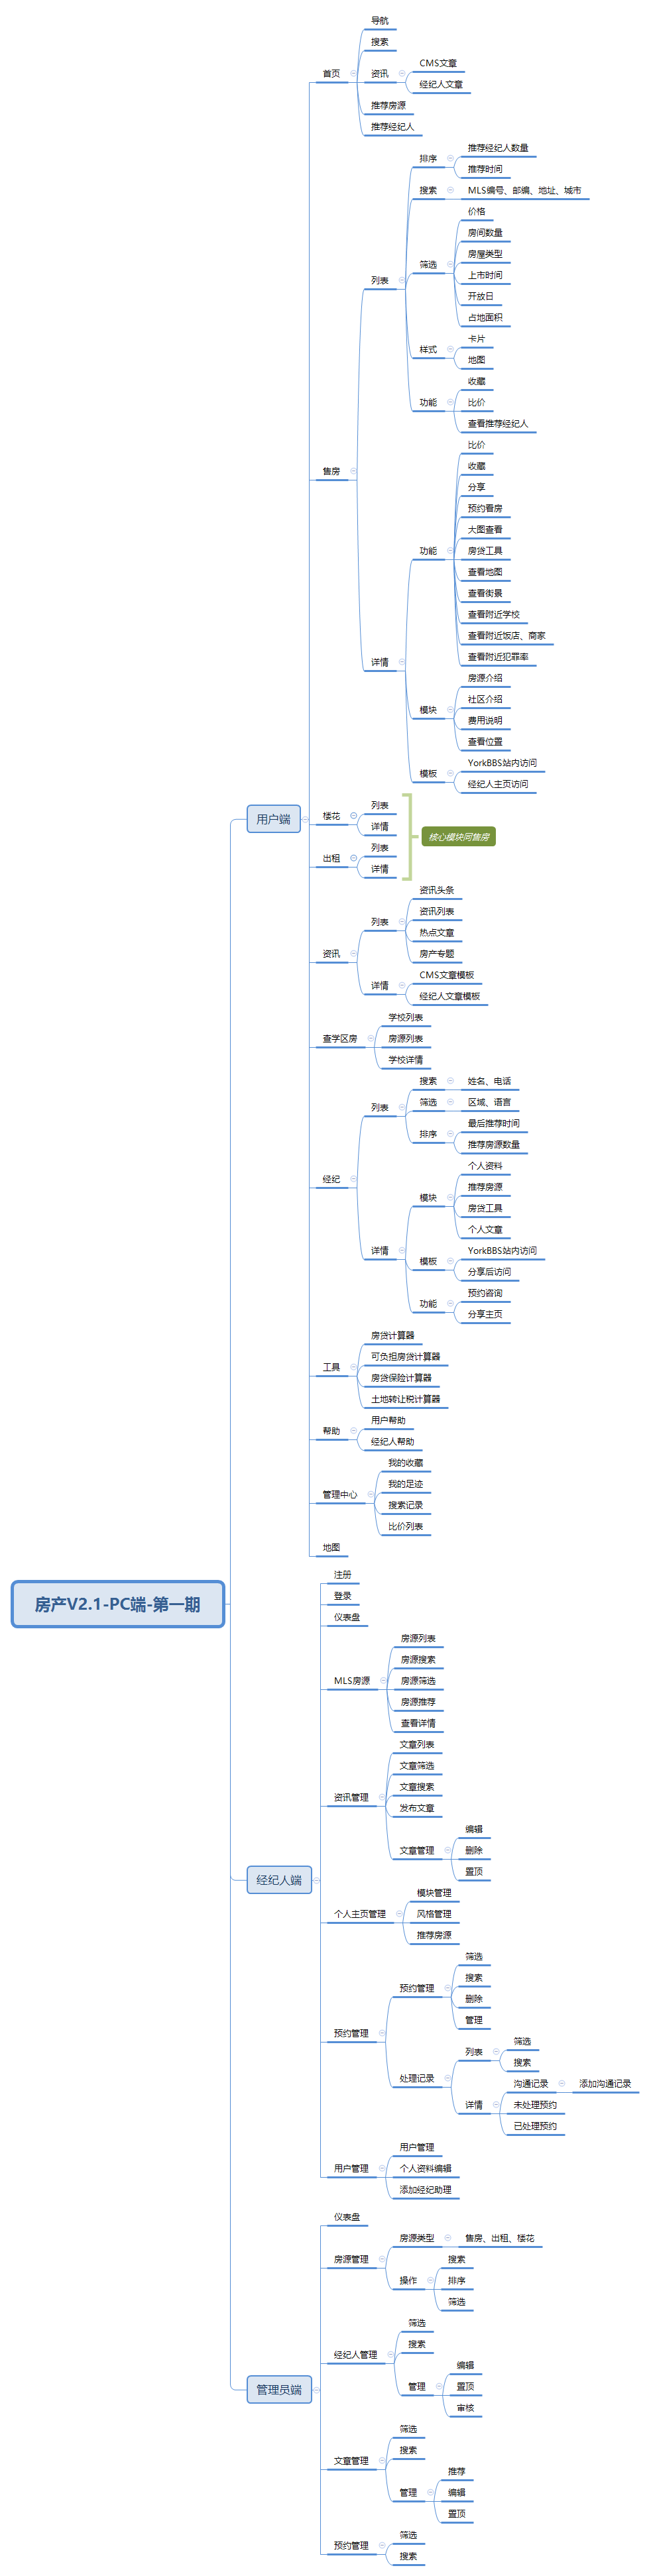 导航
搜索
首页
资讯
CMS文章
经纪人文章
推荐房源
推荐经纪人
售房
列表
排序
推荐经纪人数量
推荐时间
搜素
MLS编号、邮编、地址、城市
筛选
价格
房间数量
房屋类型
上市时间
开放日
占地面积
样式
卡片
地图
功能
收藏
比价
查看推荐经纪人
详情
功能
比价
收藏
分享
预约看房
大图查看
房贷工具
查看地图
查看街景
查看附近学校
查看附近饭店、商家
查看附近犯罪率
模块
房源介绍
社区介绍
费用说明
查看位置
模板
YorkBBS站内访问
经纪人主页访问
用户端
楼花
列表
详情
出租
列表
详情
核心模块同售房
资讯
列表
资讯头条
资讯列表
热点文章
房产专题
详情
CMS文章模板
经纪人文章模板
查学区房
学校列表
房源列表
学校详情
经纪
列表
搜素
姓名、电话
筛选
区域、语言
排序
最后推荐时间
推荐房源数量
详情
模块
个人资料
推荐房源
房贷工具
个人文章
模板
YorkBBS站内访问
分享后访问
功能
预约咨询
分享主页
工具
房贷计算器
可负担房贷计算器
房贷保险计算器
土地转让税计算器
帮助
用户帮助
经纪人帮助
管理中心
我的收藏
我的足迹
搜索记录
比价列表
地图
房产V2.1-PC端-第一期
经纪人端
注册
登录
仪表盘
MLS房源
房源列表
房源搜索
房源筛选
房源推荐
查看详情
资讯管理
文章列表
文章筛选
文章搜索
发布文章
文章管理
编辑
删除
置顶
个人主页管理
模块管理
风格管理
推荐房源
预约管理
预约管理
筛选
搜素
删除
管理
处理记录
列表
筛选
搜素
详情
沟通记录
添加沟通记录
未处理预约
已处理预约
用户管理
用户管理
个人资料编辑
添加经纪助理
管理员端
仪表盘
房源管理
房源类型
售房、出租、楼花
操作
搜索
排序
筛选
经纪人管理
筛选
搜索
管理
编辑
置顶
审核
文章管理
筛选
搜索
管理
推荐
编辑
置顶
预约管理
筛选
搜素